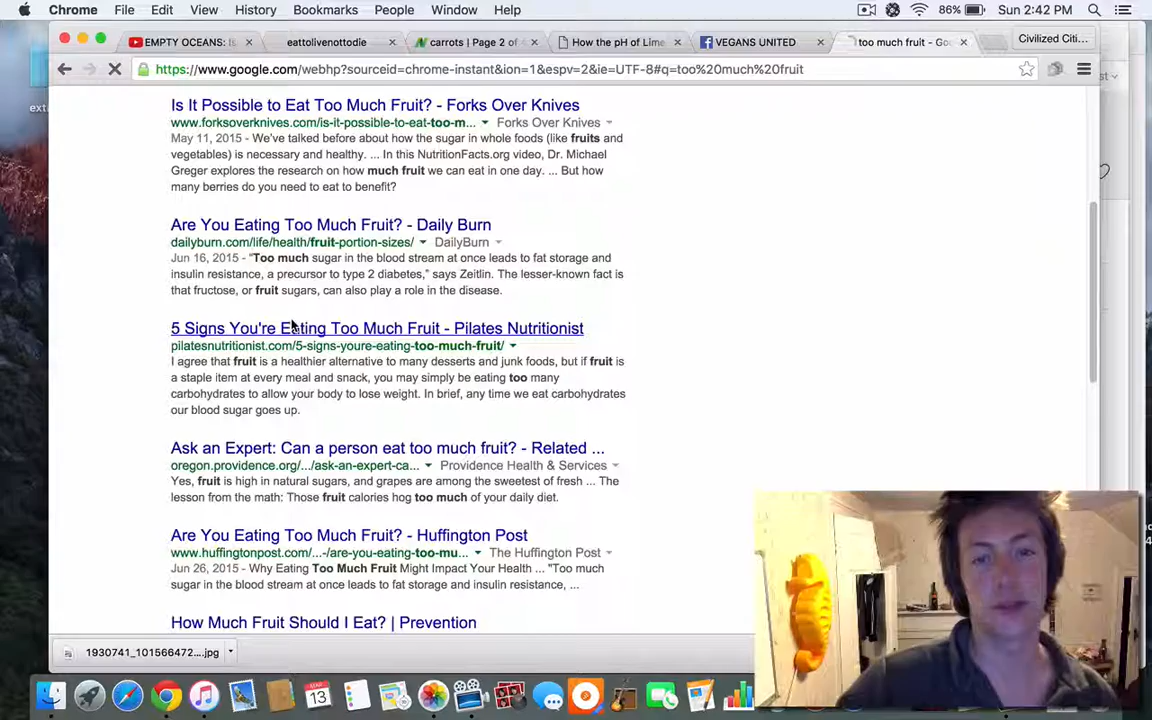 Chrome File Edit View History Bookmarks People Window Help 86% Sun 2:42 PM
EMPTY OCEANS: eattolivenottodie carrots | Page 2 of How the pH of Lime VEGANS UNITED too much fruit - Goo Civilized Citi...
https://www.google.com/webhp?sourceid=chrome-instant&ion=1&espv=2&ie=UTF-8#q=too%20much%20fruit
Is It Possible to Eat Too Much Fruit? - Forks Over Knives
www.forksoverknives.com/is-it-possible-to-eat-too-m... Forks Over Knives
May 11, 2015 - We've talked before about how the sugar in whole foods (like fruits and
vegetables) is necessary and healthy. ... In this NutritionFacts.org video, Dr. Michael
Greger explores the research on how much fruit we can eat in one day. ... But how
many berries do you need to eat to benefit?
Are You Eating Too Much Fruit? - Daily Burn
dailyburn.com/life/health/fruit-portion-sizes/ DailyBurn
Jun 16, 2015 - "Too much sugar in the blood stream at once leads to fat storage and
insulin resistance, a precursor to type 2 diabetes," says Zeitlin. The lesser-known fact is
that fructose, or fruit sugars, can also play a role in the disease.
5 Signs You're Eating Too Much Fruit - Pilates Nutritionist
pilatesnutritionist.com/5-signs-youre-eating-too-much-fruit/
I agree that fruit is a healthier alternative to many desserts and junk foods, but if fruit is
a staple item at every meal and snack, you may simply be eating too many
carbohydrates to allow your body to lose weight. In brief, any time we eat carbohydrates
our blood sugar goes up.
Ask an Expert: Can a person eat too much fruit? - Related ...
oregon.providence.org/.../ask-an-expert-ca... Providence Health & Services
Yes, fruit is high in natural sugars, and grapes are among the sweetest of fresh ... The
lesson from the math: Those fruit calories hog too much of your daily diet.
Are You Eating Too Much Fruit? - Huffington Post
www.huffingtonpost.com/...-/are-you-eating-too-mu... The Huffington Post
Jun 26, 2015 - Why Eating Too Much Fruit Might Impact Your Health ... "Too much
sugar in the blood stream at once leads to fat storage and insulin resistance, ...
How Much Fruit Should I Eat? | Prevention
1930741_101566472....jpg
13